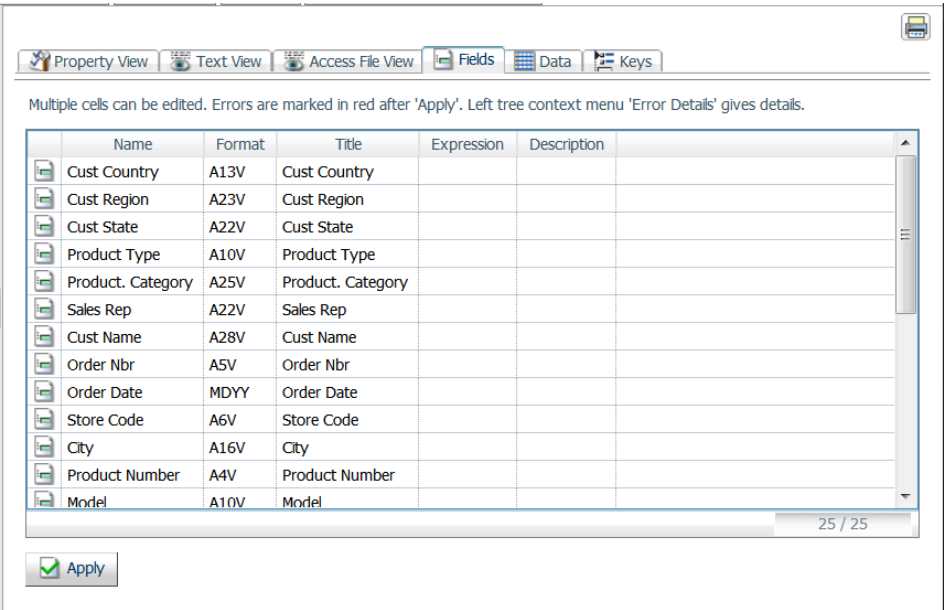 Property View Text View Access File View Fields Data Keys
Multiple cells can be edited. Errors are marked in red after 'Apply'. Left tree context menu 'Error Details' gives details.
Name Format Title Expression Description
Cust Country A13V Cust Country
Cust Region A23V Cust Region
Cust State A22V Cust State
Product Type A10V Product Type
Product. Category A25V Product. Category
Sales Rep A22V Sales Rep
Cust Name A28V Cust Name
Order Nbr A5V Order Nbr
Order Date MDYY Order Date
Store Code A6V Store Code
City A16V City
Product Number A4V Product Number
Model A10V Model
25 / 25
Apply